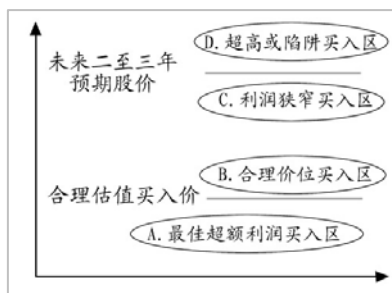 D.超高或陷阱买入区
未来二至三年
预期股价
C.利润狭窄买入区
B.合理价位买入区
合理估值买入价
A.最佳超额利润买入区